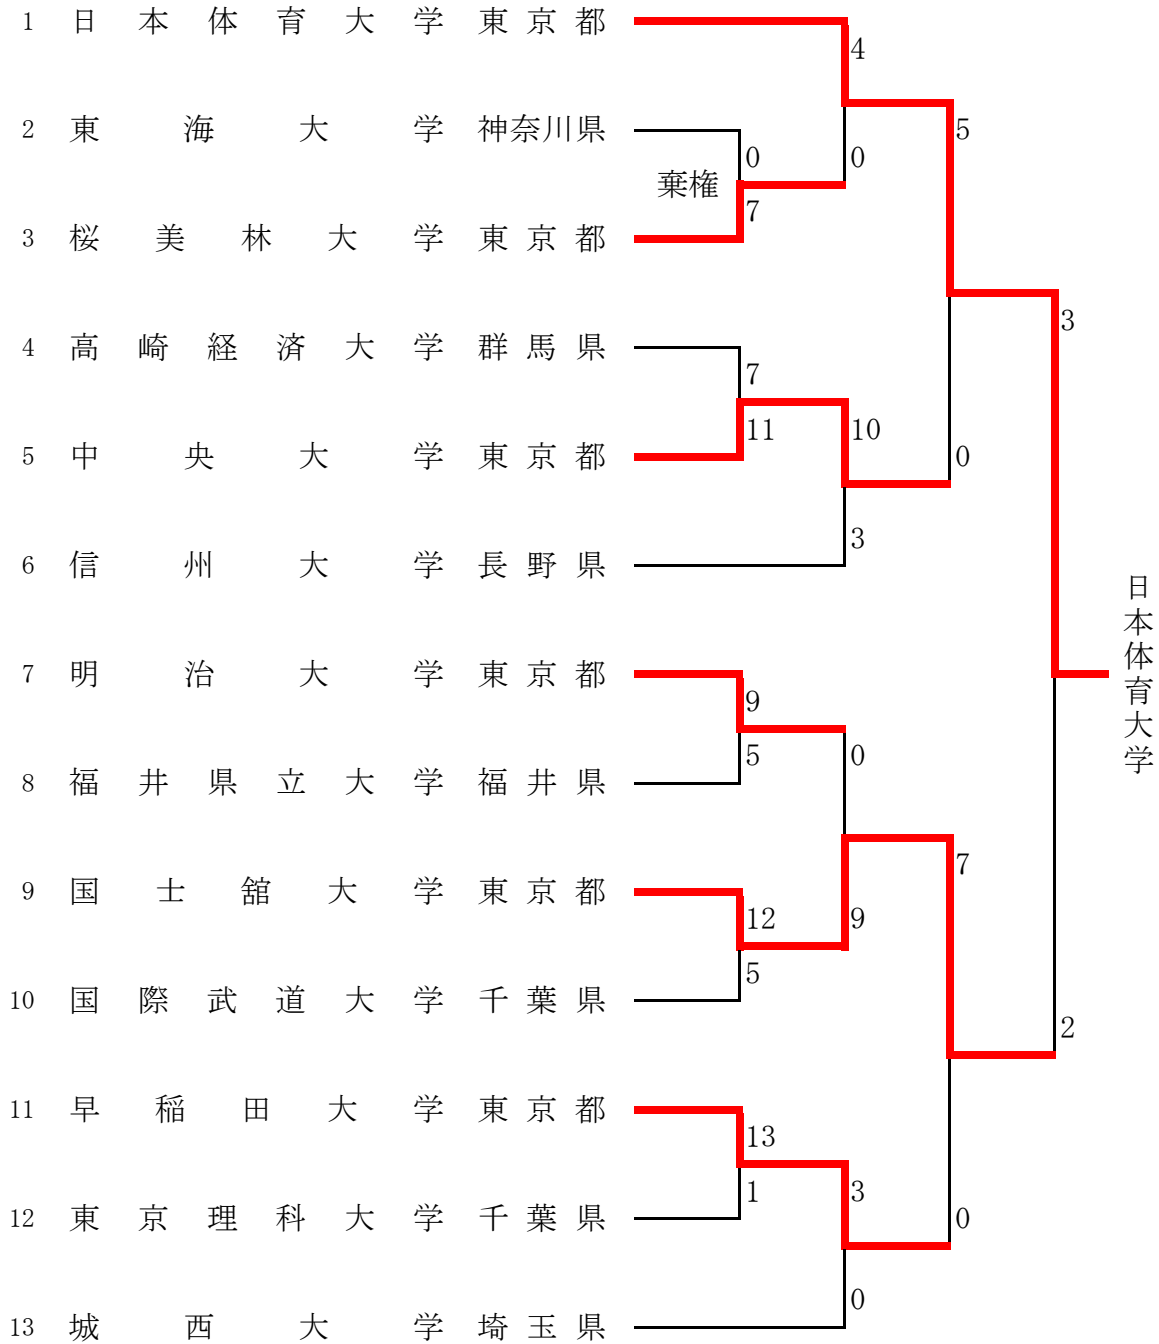 1 日本体育大学 東京都
4
2 東海大学 神奈川県
5
0
0
棄権
7
3 桜美林大学 東京都
3
4 高崎経済大学 群馬県
7
11
10
5 中央大学 東京都
0
3
6 信州大学 長野県
日本体育大学
7 明治大学 東京都
9
5
0
8 福井県立大学 福井県
7
9 国士舘大学 東京都
12
9
5
10 国際武道大学 千葉県
2
11 早稲田大学 東京都
13
1
3
12 東京理科大学 千葉県
0
0
13 城西大学 埼玉県